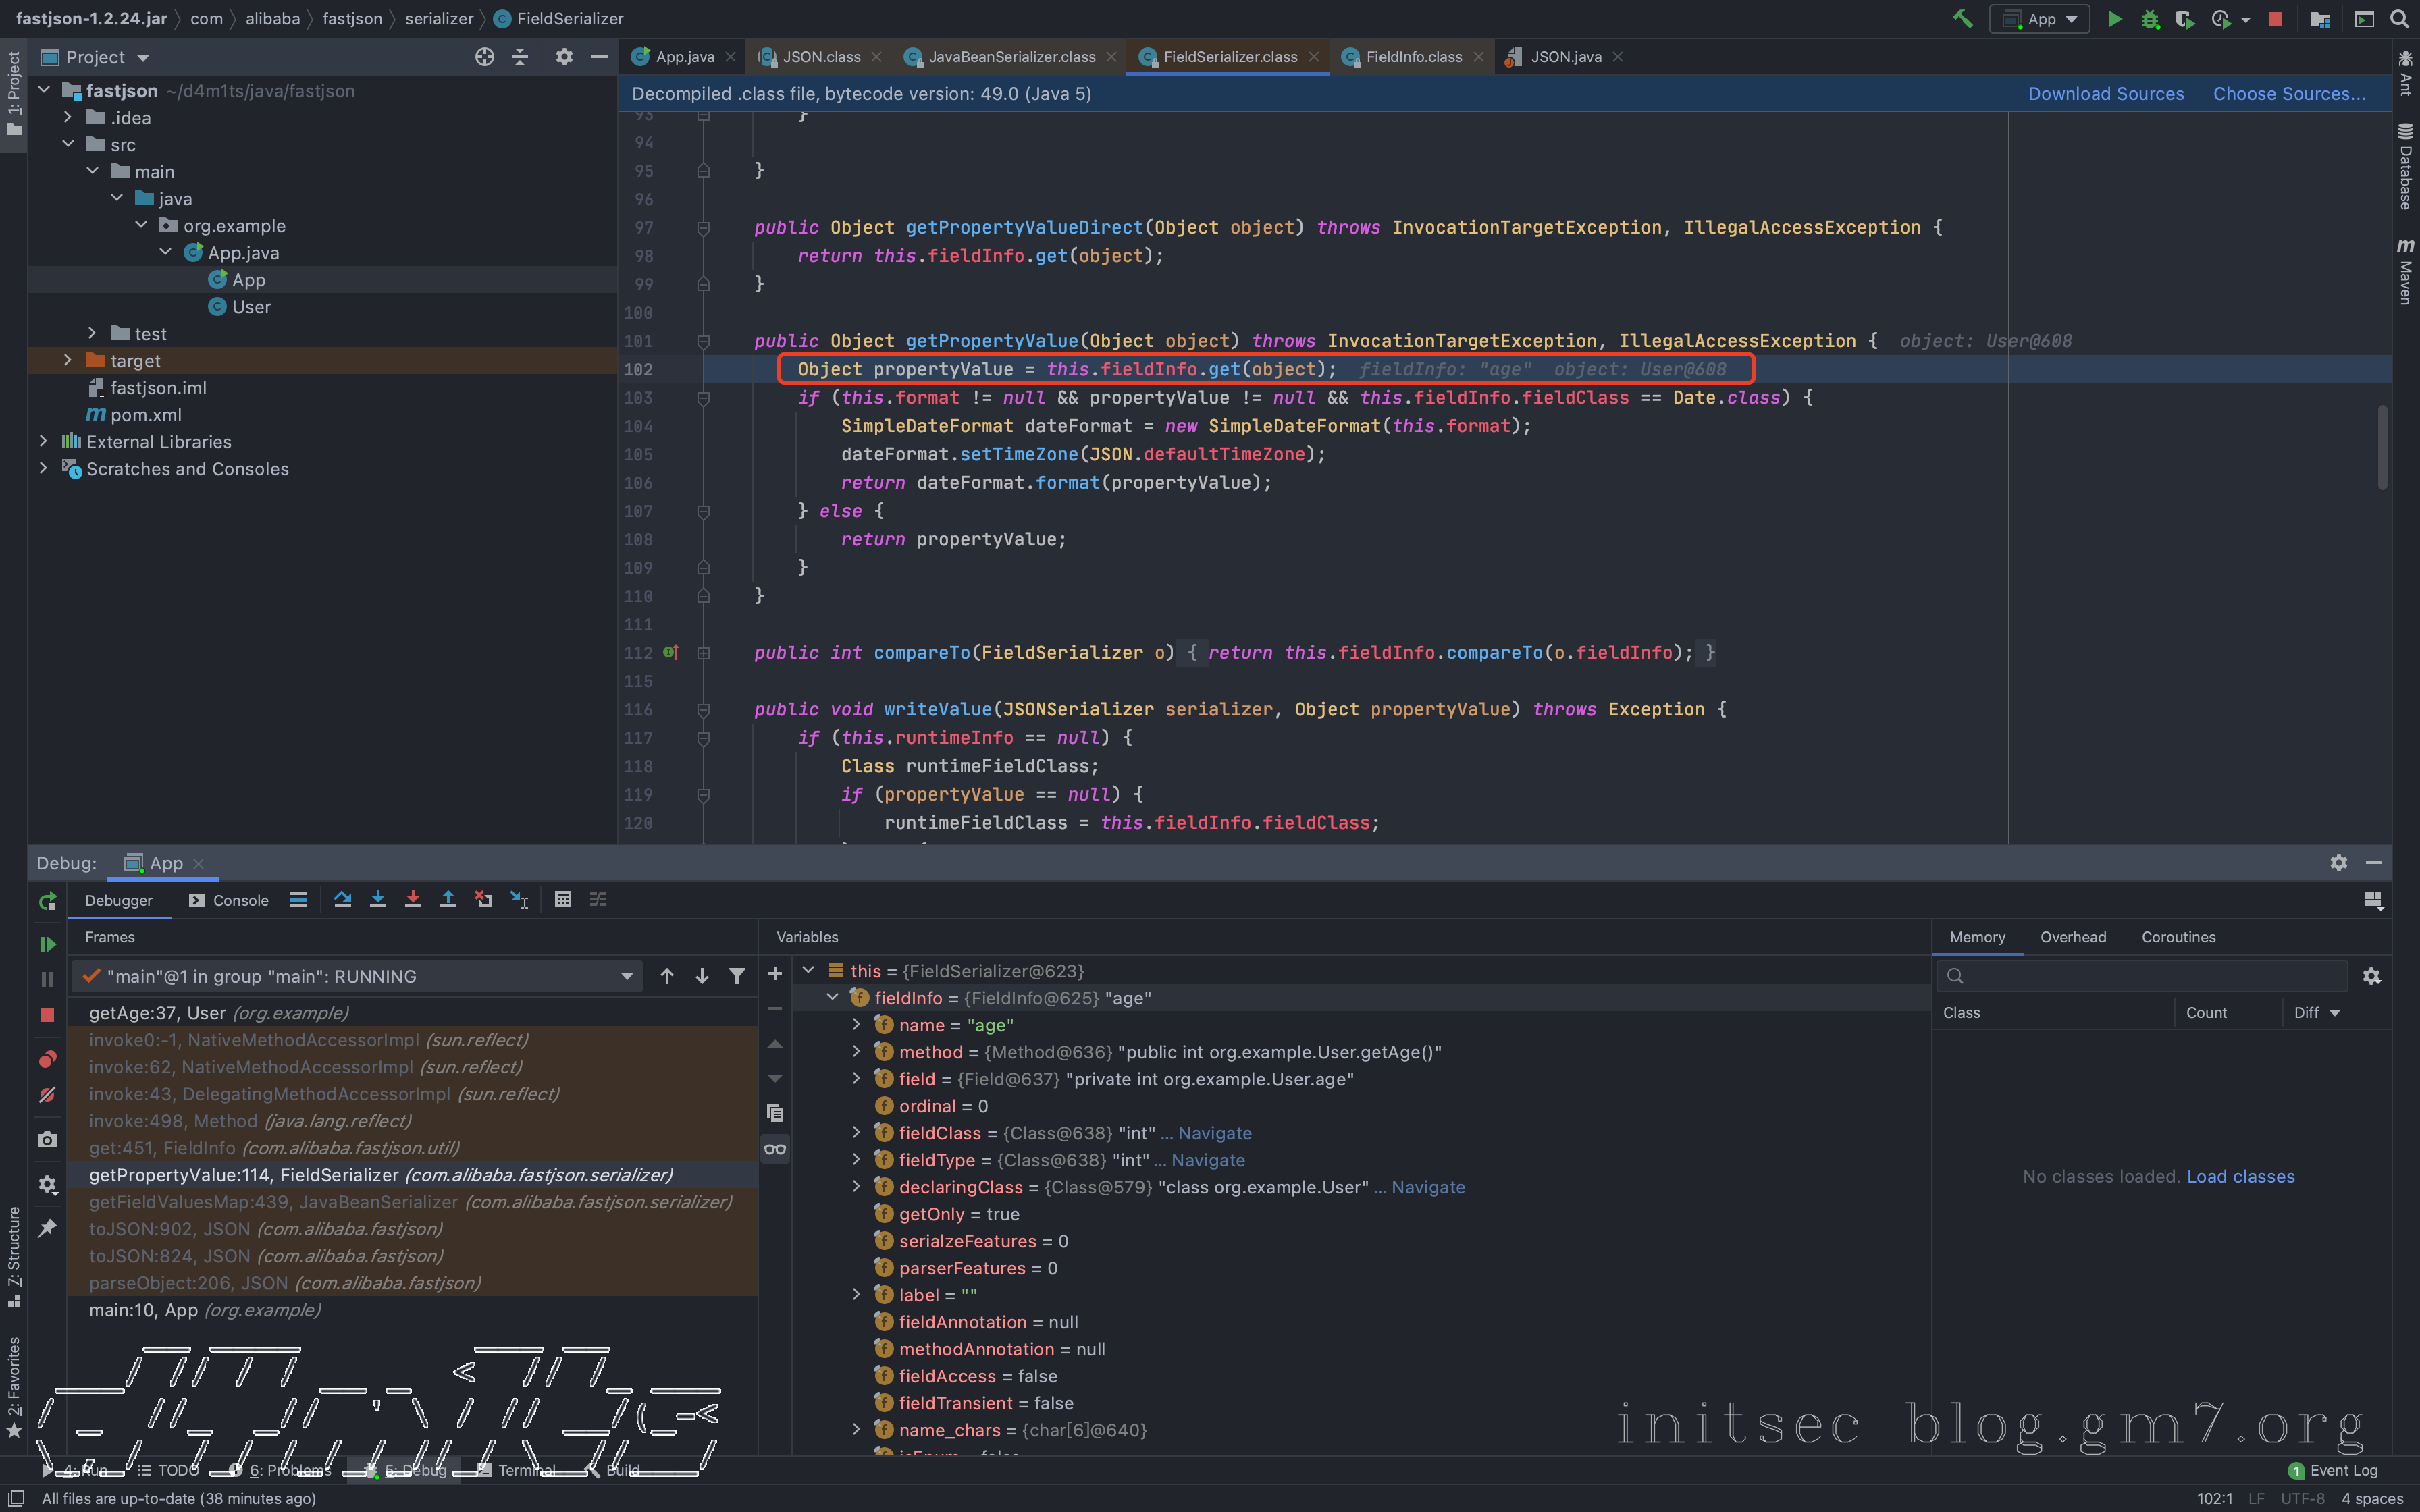 fastjson-1.2.24.jar com alibaba fastjson serializer FieldSerializer
App
Project
App.java JSON.class JavaBeanSerializer.class FieldSerializer.class FieldInfo.class JSON.java
1: Project
Ant
Database
Maven
fastjson ~/d4m1ts/java/fastjson
.idea
src
main
java
org.example
App.java
App
User
test
target
fastjson.iml
pom.xml
External Libraries
Scratches and Consoles
Decompiled .class file, bytecode version: 49.0 (Java 5) Download Sources Choose Sources...
93 }
94
95 }
96
97 public Object getPropertyValueDirect(Object object) throws InvocationTargetException, IllegalAccessException {
98 return this.fieldInfo.get(object);
99 }
100
101 public Object getPropertyValue(Object object) throws InvocationTargetException, IllegalAccessException { object: User@608
102 Object propertyValue = this.fieldInfo.get(object); fieldInfo: "age" object: User@608
103 if (this.format != null && propertyValue != null && this.fieldInfo.fieldClass == Date.class) {
104 SimpleDateFormat dateFormat = new SimpleDateFormat(this.format);
105 dateFormat.setTimeZone(JSON.defaultTimeZone);
106 return dateFormat.format(propertyValue);
107 } else {
108 return propertyValue;
109 }
110 }
111
112 public int compareTo(FieldSerializer o) { return this.fieldInfo.compareTo(o.fieldInfo); }
115
116 public void writeValue(JSONSerializer serializer, Object propertyValue) throws Exception {
117 if (this.runtimeInfo == null) {
118 Class runtimeFieldClass;
119 if (propertyValue == null) {
120 runtimeFieldClass = this.fieldInfo.fieldClass;
Debug: App
Debugger Console
Frames
"main"@1 in group "main": RUNNING
getAge:37, User (org.example)
invoke0:-1, NativeMethodAccessorImpl (sun.reflect)
invoke:62, NativeMethodAccessorImpl (sun.reflect)
invoke:43, DelegatingMethodAccessorImpl (sun.reflect)
invoke:498, Method (java.lang.reflect)
get:451, FieldInfo (com.alibaba.fastjson.util)
getPropertyValue:114, FieldSerializer (com.alibaba.fastjson.serializer)
getFieldValuesMap:439, JavaBeanSerializer (com.alibaba.fastjson.serializer)
toJSON:902, JSON (com.alibaba.fastjson)
toJSON:824, JSON (com.alibaba.fastjson)
parseObject:206, JSON (com.alibaba.fastjson)
main:10, App (org.example)
Variables
this = {FieldSerializer@623}
fieldInfo = {FieldInfo@625} "age"
name = "age"
method = {Method@636} "public int org.example.User.getAge()"
field = {Field@637} "private int org.example.User.age"
ordinal = 0
fieldClass = {Class@638} "int" ... Navigate
fieldType = {Class@638} "int" ... Navigate
declaringClass = {Class@579} "class org.example.User" ... Navigate
getOnly = true
serialzeFeatures = 0
parserFeatures = 0
label = ""
fieldAnnotation = null
methodAnnotation = null
fieldAccess = false
fieldTransient = false
name_chars = {char[6]@640}
isEnum = false
Memory Overhead Coroutines
Class Count Diff
No classes loaded. Load classes
7: Structure
2: Favorites
initsec blog.gm7.org
4: Run TODO 6: Problems 5: Debug Terminal Build
1 Event Log
All files are up-to-date (38 minutes ago) 102:1 LF UTF-8 4 spaces